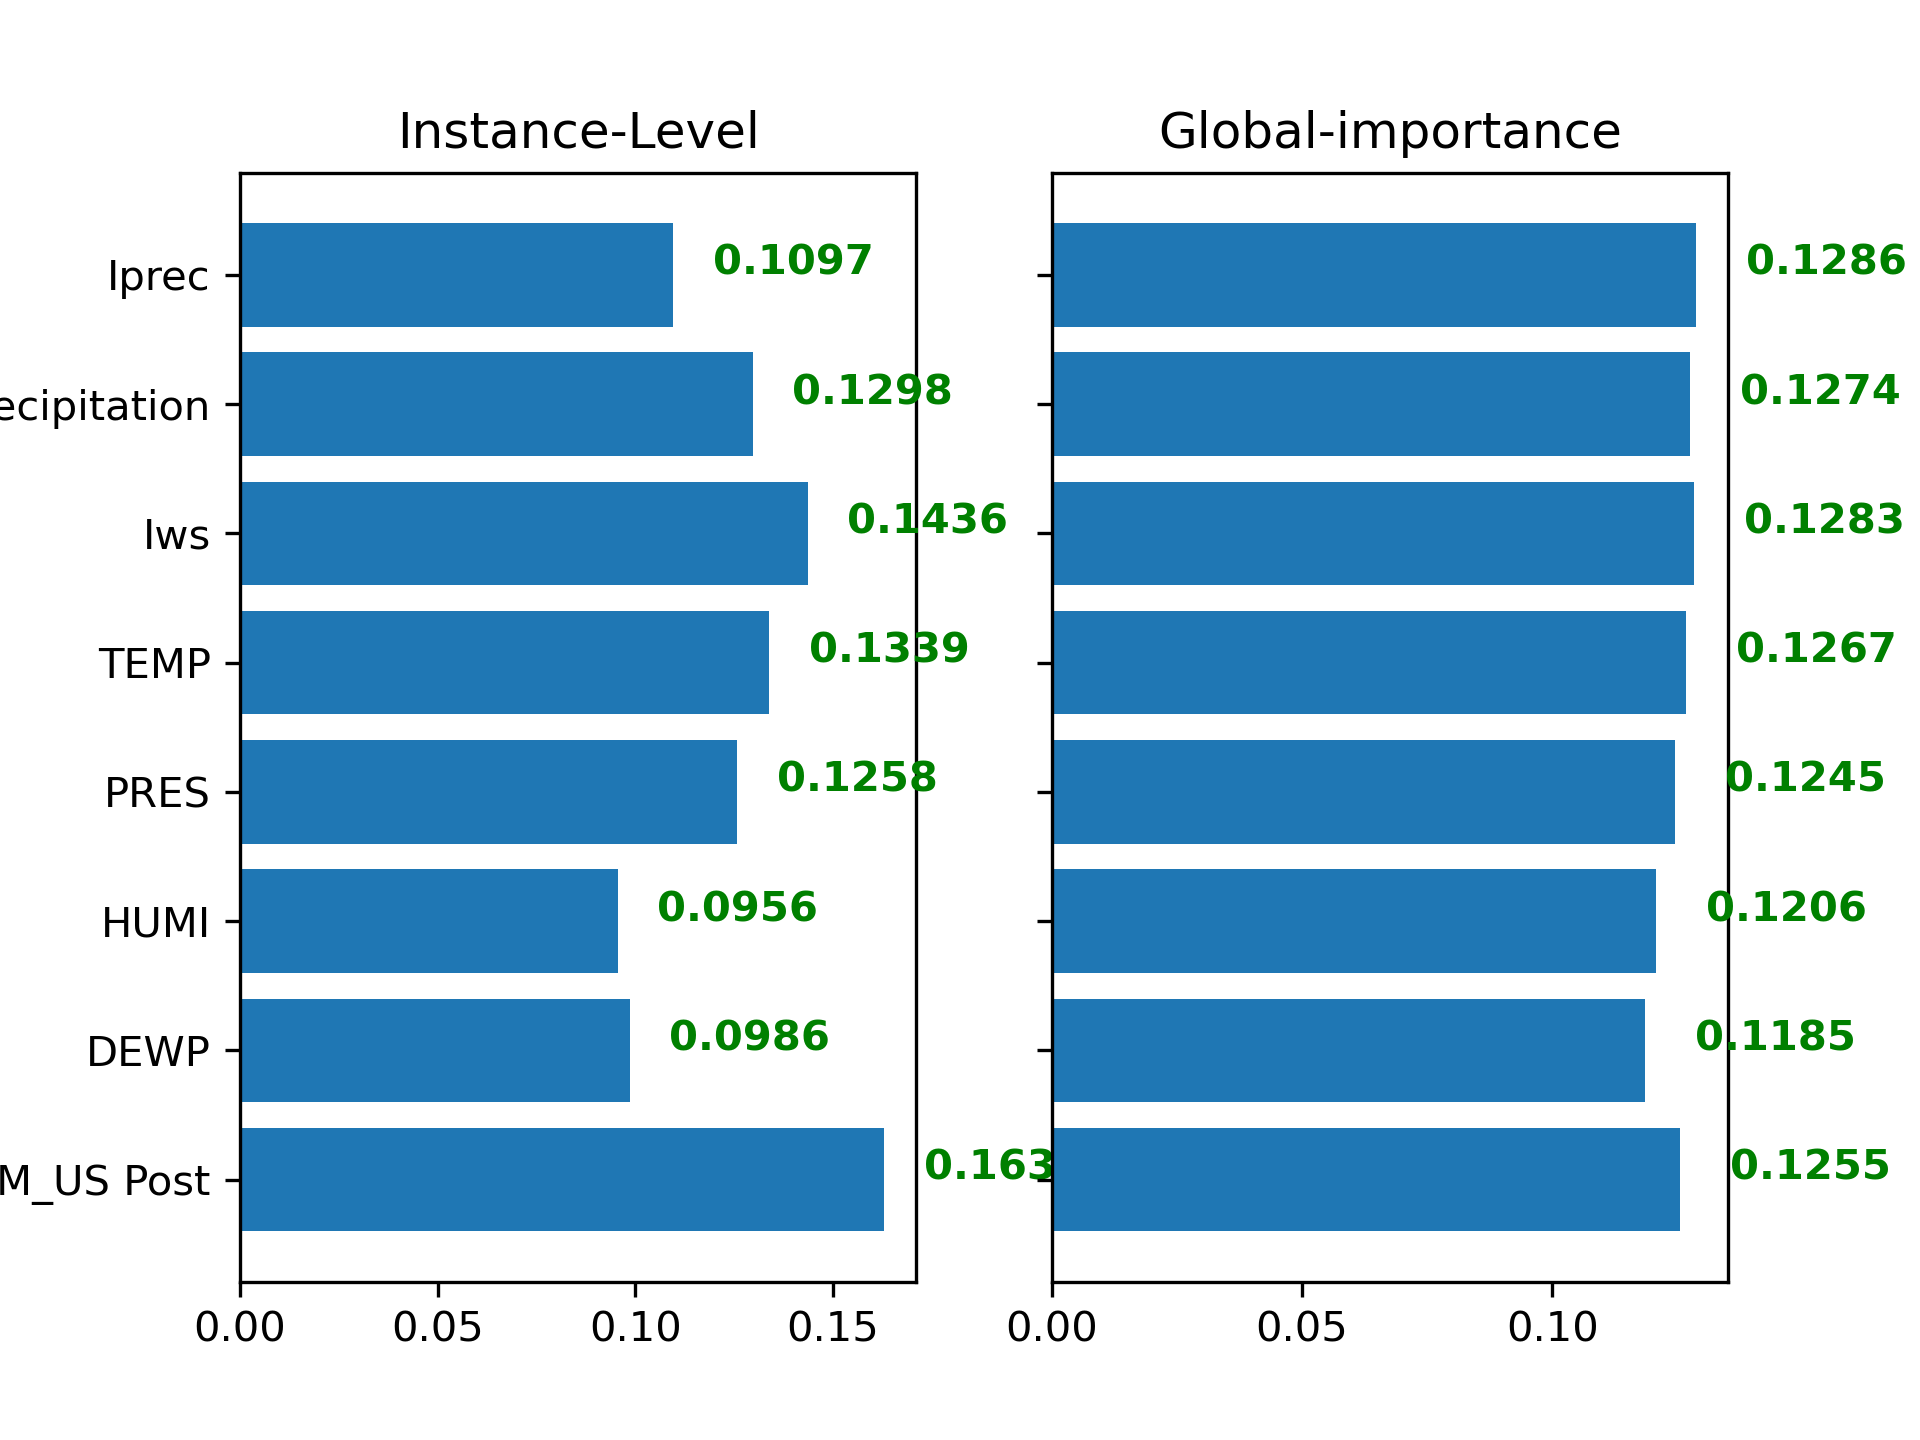 Instance-Level
Global-importance
Iprec
0.1097
0.1286
ecipitation
0.1298
0.1274
Iws
0.1436
0.1283
TEMP
0.1339
0.1267
PRES
0.1258
0.1245
HUMI
0.0956
0.1206
DEWP
0.0986
0.1185
M_US Post
0.163
0.1255
0.00 0.05 0.10 0.15
0.00 0.05 0.10